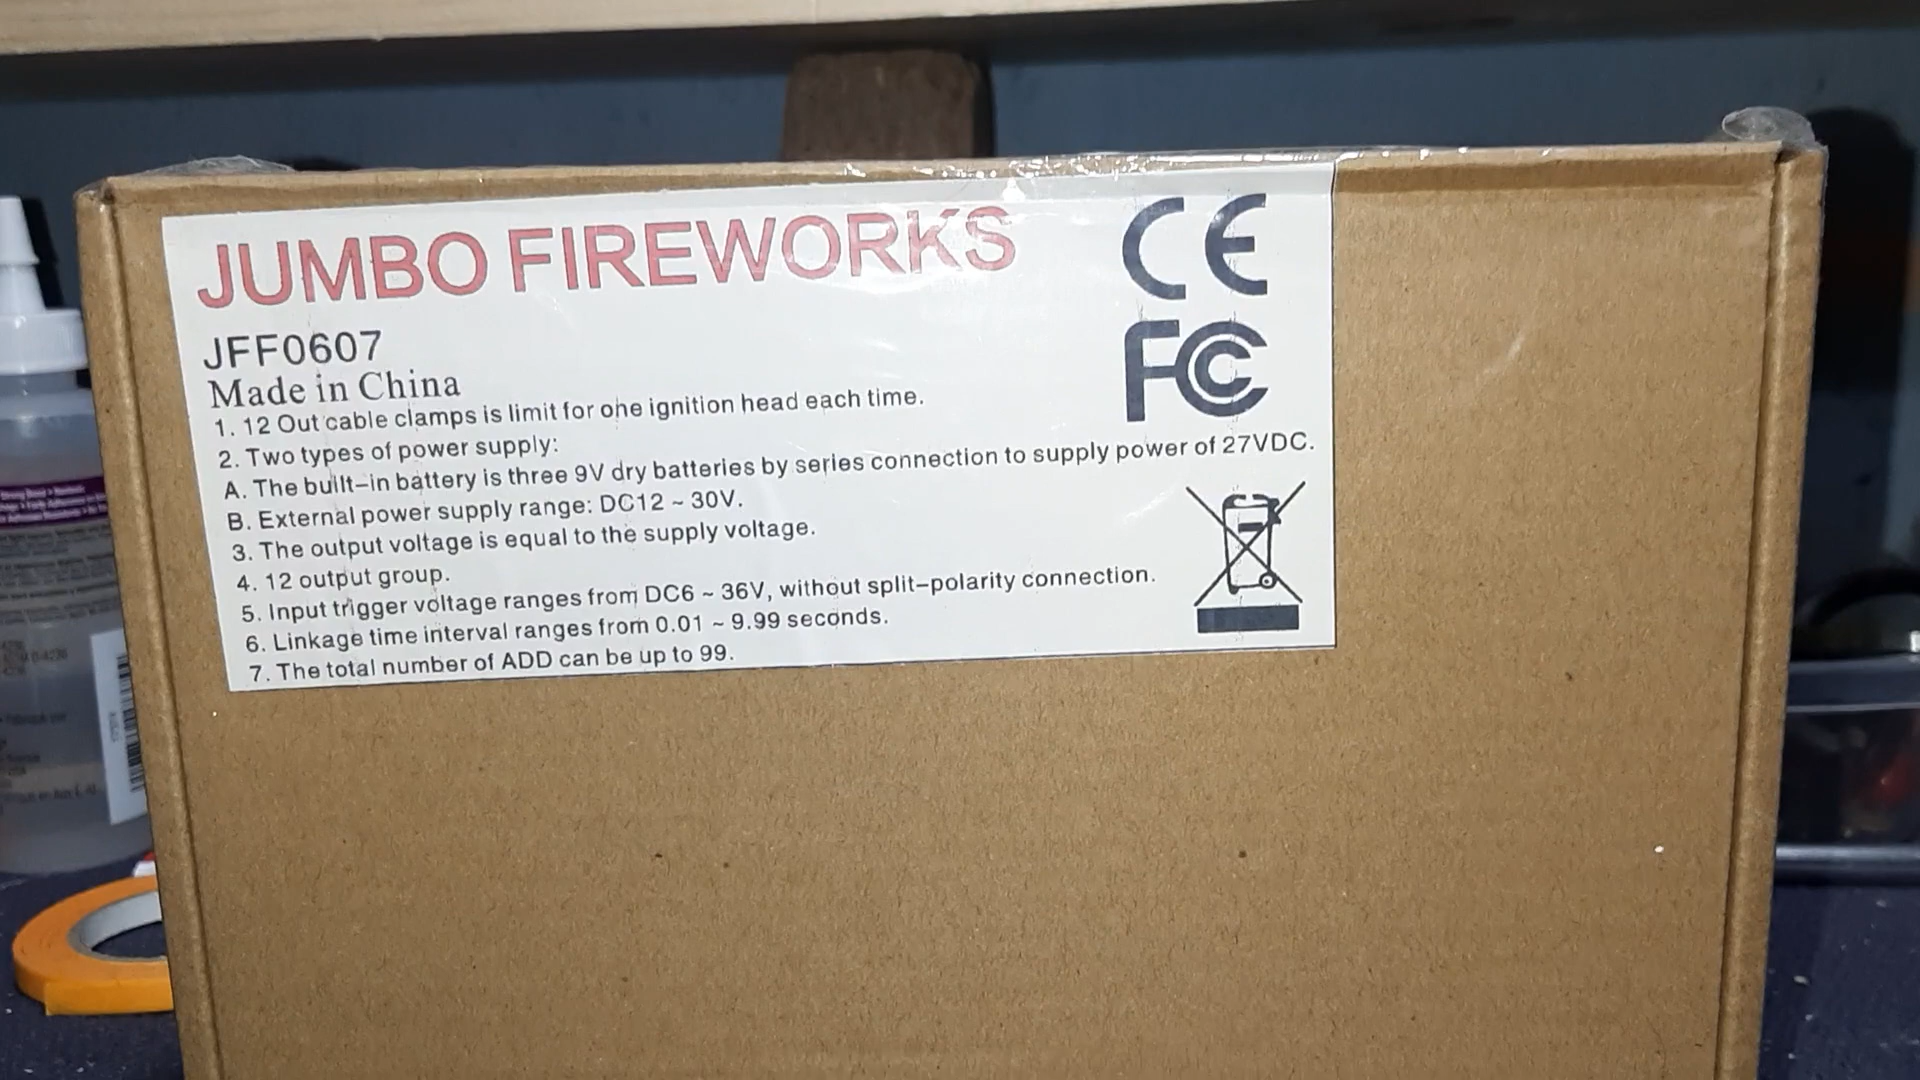 JUMBO FIREWORKS
CE
FC
JFF0607
Made in China
1. 12 Out cable clamps is limit for one ignition head each time.
2. Two types of power supply:
A. The built-in battery is three 9V dry batteries by series connection to supply power of 27VDC.
B. External power supply range: DC12 ~ 30V.
3. The output voltage is equal to the supply voltage.
4. 12 output group.
5. Input trigger voltage ranges from DC6 ~ 36V, without split-polarity connection.
6. Linkage time interval ranges from 0.01 ~ 9.99 seconds.
7. The total number of ADD can be up to 99.